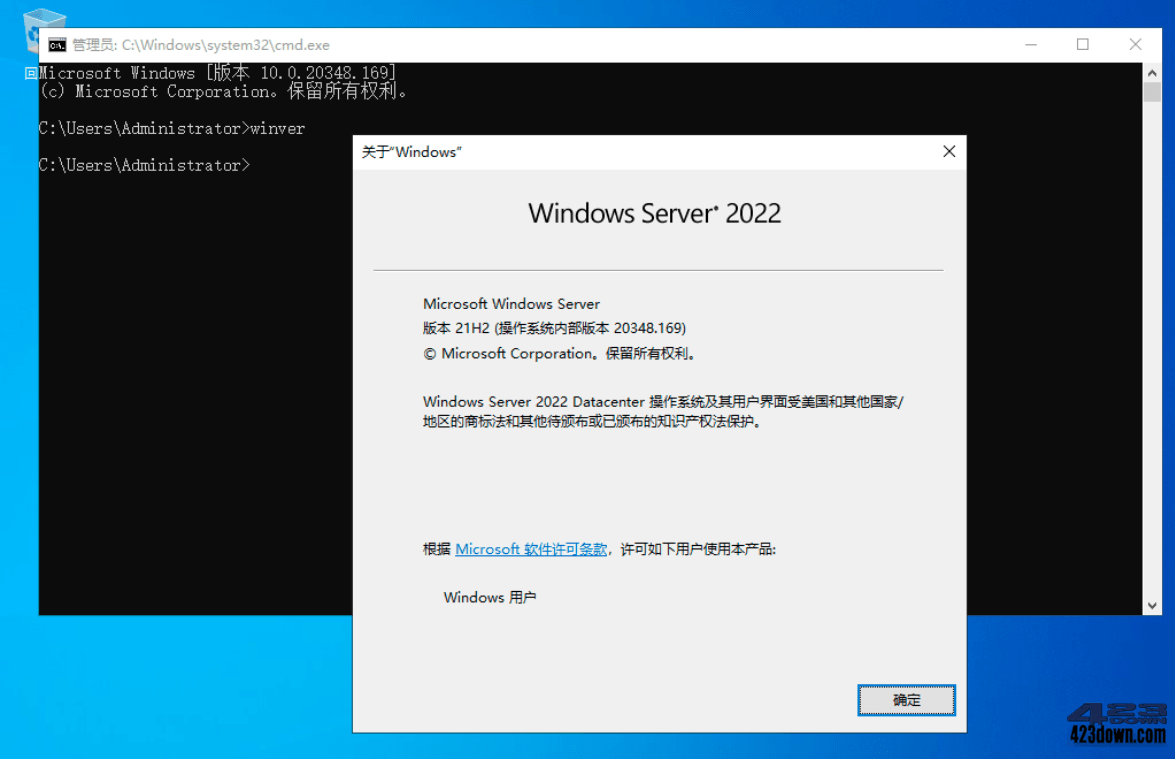 管理员: C:\Windows\system32\cmd.exe
回
Microsoft Windows [版本 10.0.20348.169]
(c) Microsoft Corporation。保留所有权利。
C:\Users\Administrator>winver
C:\Users\Administrator>
关于“Windows”
Windows Server 2022
Microsoft Windows Server
版本 21H2 (操作系统内部版本 20348.169)
© Microsoft Corporation。保留所有权利。
Windows Server 2022 Datacenter 操作系统及其用户界面受美国和其他国家/
地区的商标法和其他待颁布或已颁布的知识产权法保护。
根据 Microsoft 软件许可条款，许可如下用户使用本产品:
Windows 用户
确定
423
DOWN
423down.com